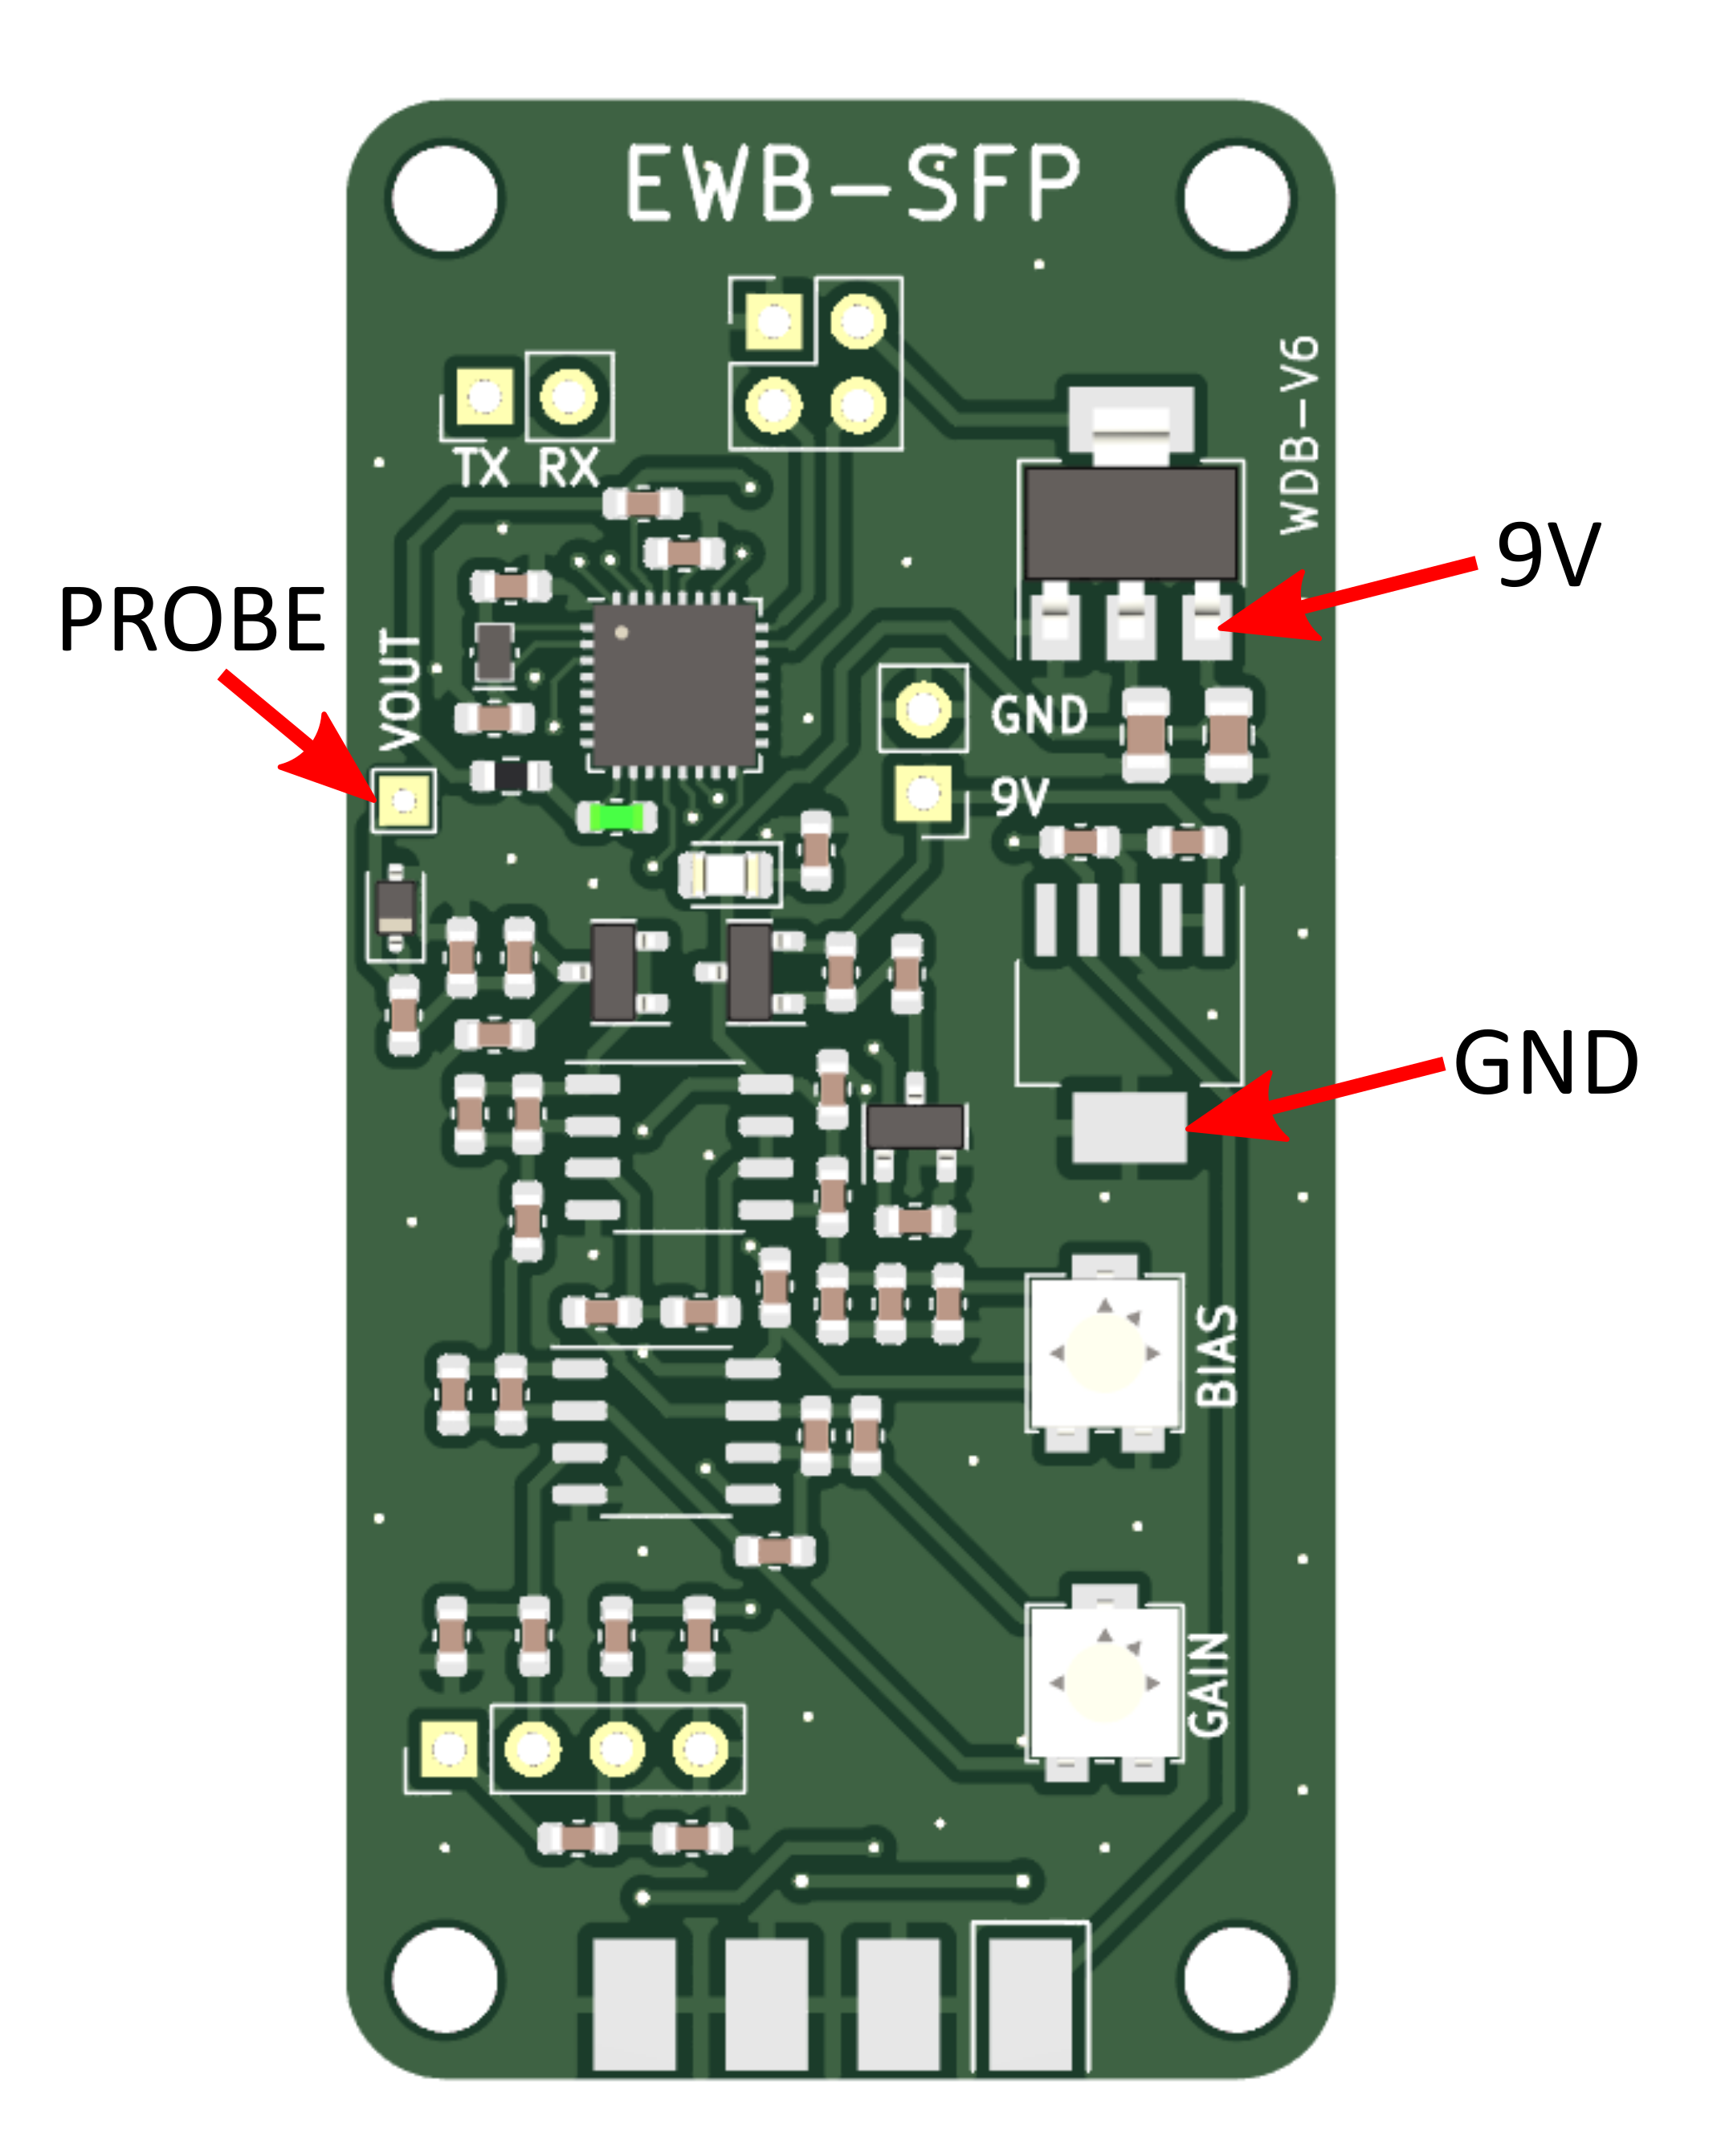 EWB-SFP
WDB-V6
TX RX
9V
PROBE
VOUT
GND
9V
GND
BIAS
GAIN